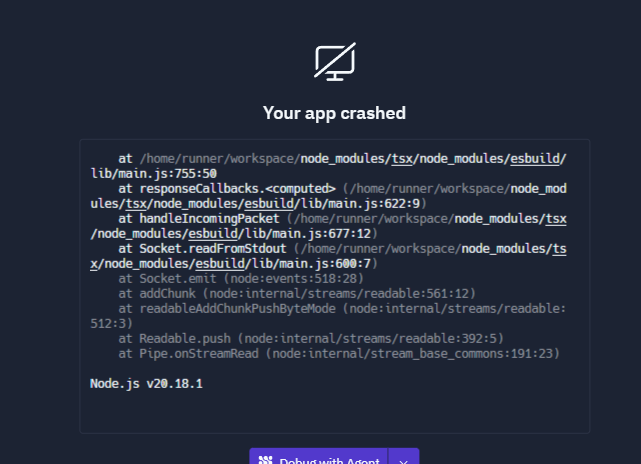 Your app crashed
at /home/runner/workspace/node_modules/tsx/node_modules/esbuild/
lib/main.js:755:50
at responseCallbacks.<computed> (/home/runner/workspace/node_mod
ules/tsx/node_modules/esbuild/lib/main.js:622:9)
at handleIncomingPacket (/home/runner/workspace/node_modules/tsx
/node_modules/esbuild/lib/main.js:677:12)
at Socket.readFromStdout (/home/runner/workspace/node_modules/ts
x/node_modules/esbuild/lib/main.js:600:7)
at Socket.emit (node:events:518:28)
at addChunk (node:internal/streams/readable:561:12)
at readableAddChunkPushByteMode (node:internal/streams/readable:
512:3)
at Readable.push (node:internal/streams/readable:392:5)
at Pipe.onStreamRead (node:internal/stream_base_commons:191:23)
Node.js v20.18.1
Debug with Agent